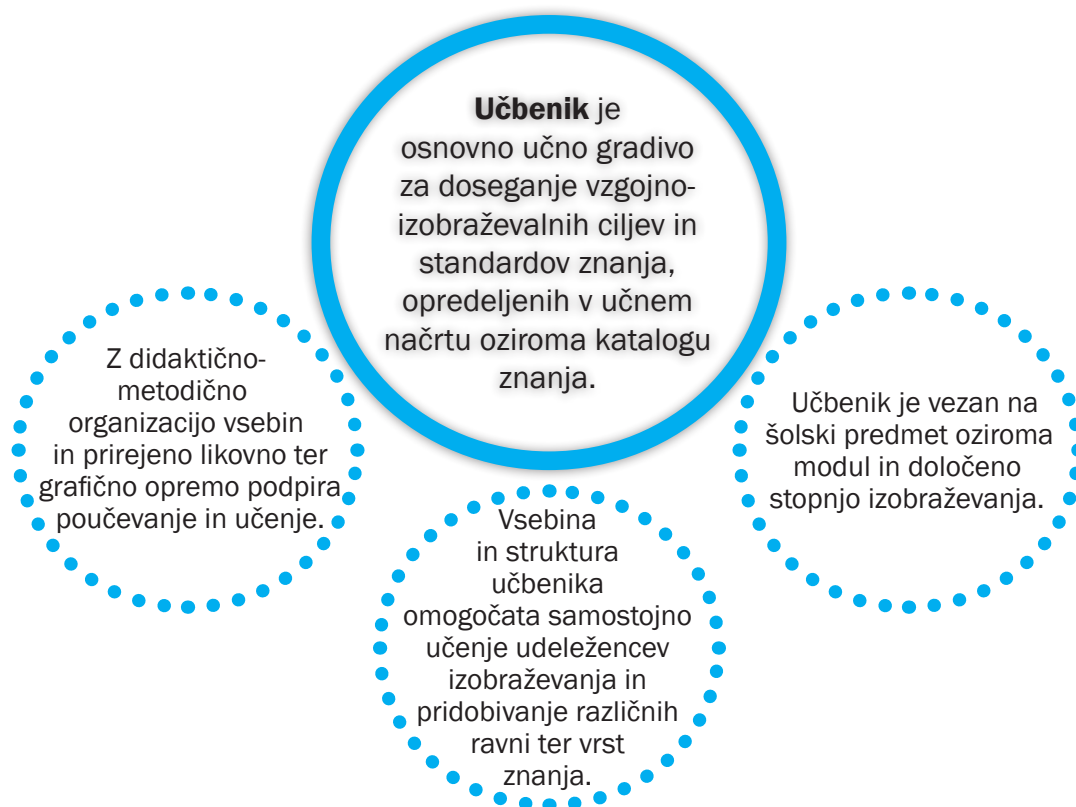 Učbenik je
osnovno učno gradivo
za doseganje vzgojno-
izobraževalnih ciljev in
standardov znanja,
opredeljenih v učnem
načrtu oziroma katalogu
znanja.
Z didaktično-
metodično
organizacijo vsebin
in prirejeno likovno ter
grafično opremo podpira
poučevanje in učenje.
Vsebina
in struktura
učbenika
omogočata samostojno
učenje udeležencev
izobraževanja in
pridobivanje različnih
ravni ter vrst
znanja.
Učbenik je vezan na
šolski predmet oziroma
modul in določeno
stopnjo izobraževanja.